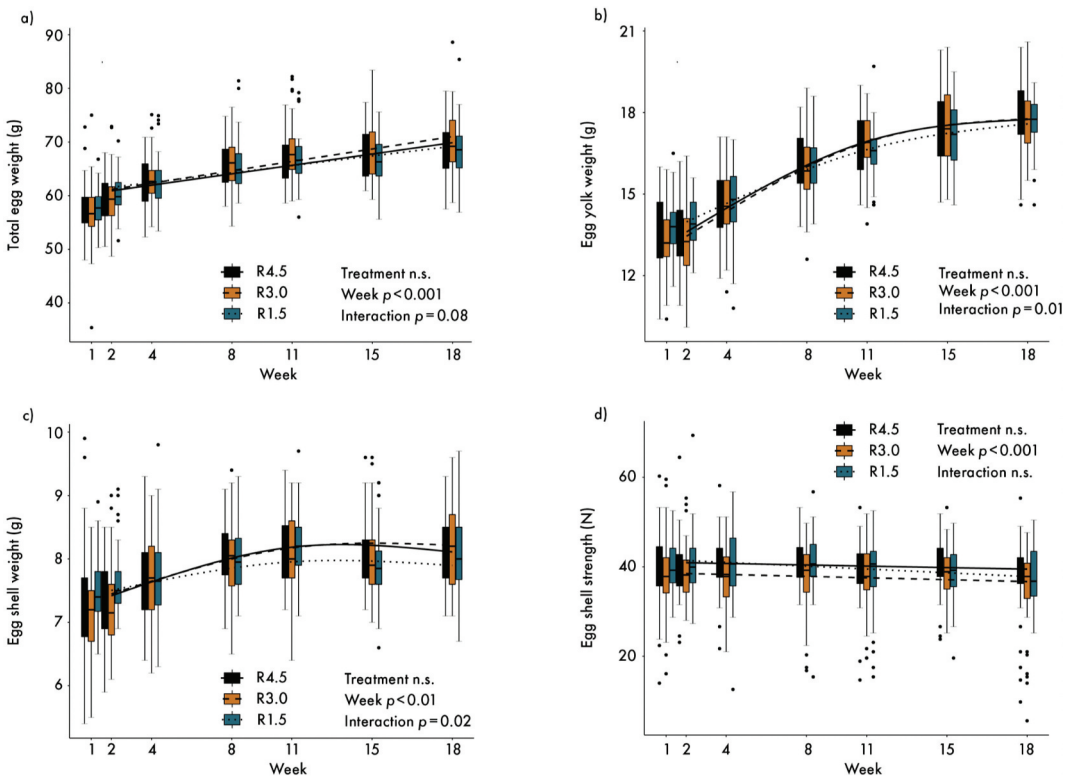 a)
90
80
70
60
50
40
Total egg weight (g)
R4.5 Treatment n.s.
R3.0 Week p<0.001
R1.5 Interaction p=0.08
1 2 4 8 11 15 18
Week
b)
21
18
15
12
Egg yolk weight (g)
R4.5 Treatment n.s.
R3.0 Week p<0.001
R1.5 Interaction p=0.01
1 2 4 8 11 15 18
Week
c)
10
9
8
7
6
Egg shell weight (g)
R4.5 Treatment n.s.
R3.0 Week p<0.01
R1.5 Interaction p=0.02
1 2 4 8 11 15 18
Week
d)
R4.5 Treatment n.s.
R3.0 Week p<0.001
R1.5 Interaction n.s.
60
40
20
Egg shell strength (N)
1 2 4 8 11 15 18
Week